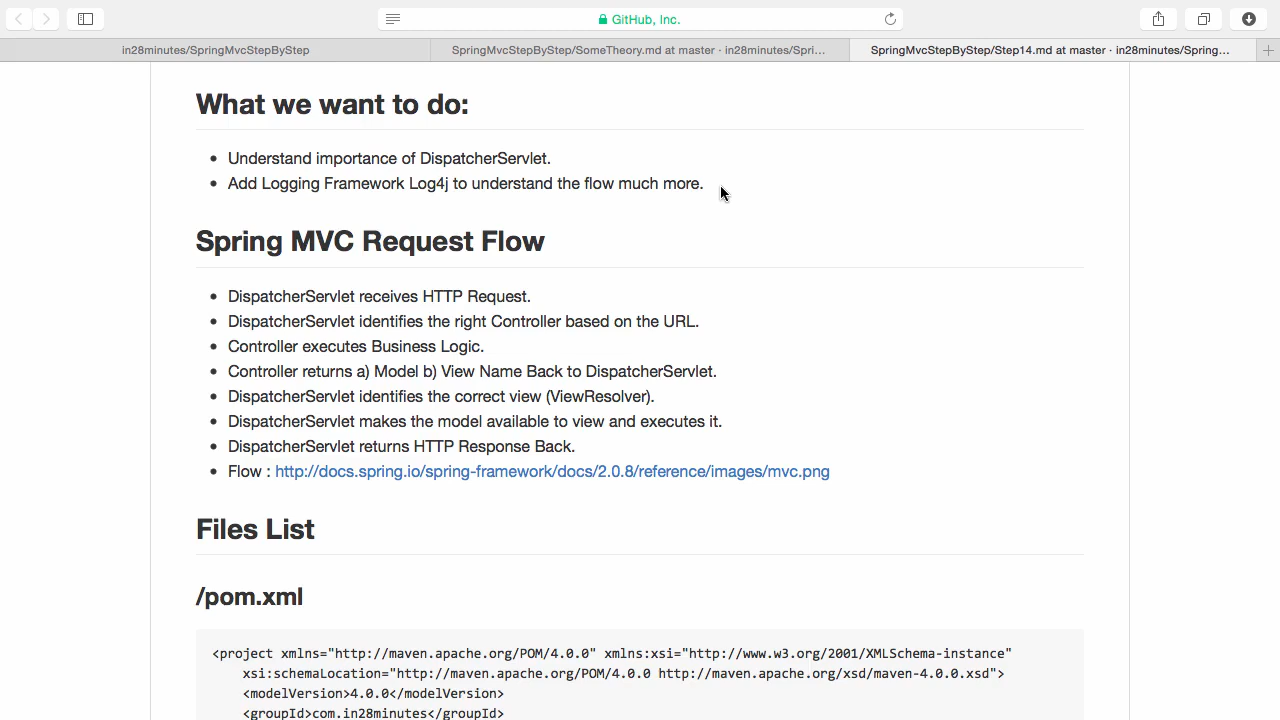 GitHub, Inc.
in28minutes/SpringMvcStepByStep
SpringMvcStepByStep/SomeTheory.md at master · in28minutes/Spri...
SpringMvcStepByStep/Step14.md at master · in28minutes/Spring...
What we want to do:
• Understand importance of DispatcherServlet.
• Add Logging Framework Log4j to understand the flow much more.
Spring MVC Request Flow
• DispatcherServlet receives HTTP Request.
• DispatcherServlet identifies the right Controller based on the URL.
• Controller executes Business Logic.
• Controller returns a) Model b) View Name Back to DispatcherServlet.
• DispatcherServlet identifies the correct view (ViewResolver).
• DispatcherServlet makes the model available to view and executes it.
• DispatcherServlet returns HTTP Response Back.
• Flow : http://docs.spring.io/spring-framework/docs/2.0.8/reference/images/mvc.png
Files List
/pom.xml
<project xmlns="http://maven.apache.org/POM/4.0.0" xmlns:xsi="http://www.w3.org/2001/XMLSchema-instance"
xsi:schemaLocation="http://maven.apache.org/POM/4.0.0 http://maven.apache.org/xsd/maven-4.0.0.xsd">
<modelVersion>4.0.0</modelVersion>
<groupId>com.in28minutes</groupId>